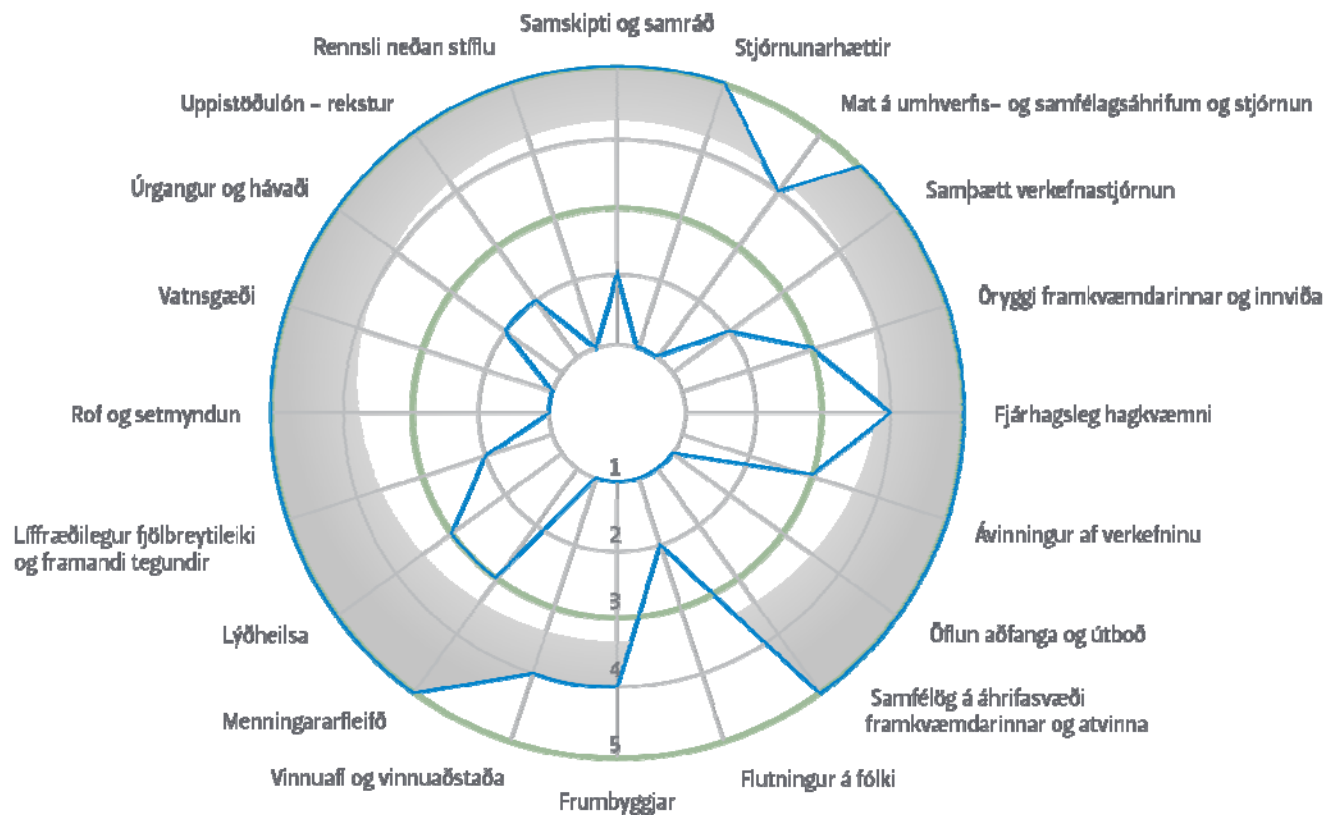 Samskipti og samráð
Rennsli neðan stíflu
Stjórnunarhættir
Uppistöðulón – rekstur
Mat á umhverfis– og samfélagsáhrifum og stjórnun
Úrgangur og hávaði
Samþætt verkefnastjórnun
Vatnsgæði
Öryggi framkvæmdarinnar og innviða
Rof og setmyndun
Fjárhagsleg hagkvæmni
1
2
3
4
5
Líffræðilegur fjölbreytileiki
og framandi tegundir
Ávinningur af verkefninu
Lýðheilsa
Öflun aðfanga og útboð
Menningararfleifð
Samfélög á áhrifasvæði
framkvæmdarinnar og atvinna
Vinnuafl og vinnuaðstaða
Flutningur á fólki
Frumbyggjar